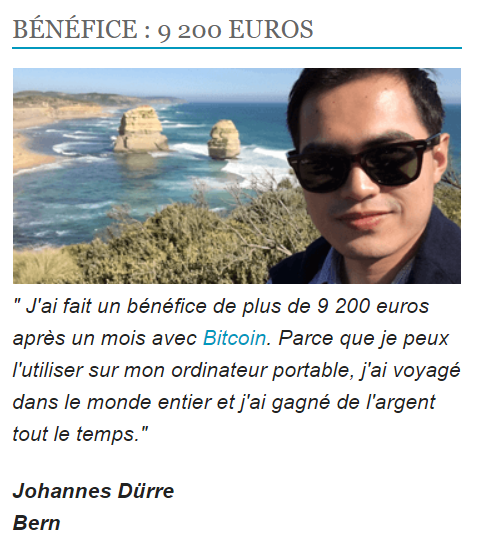 BÉNÉFICE : 9 200 EUROS
" J'ai fait un bénéfice de plus de 9 200 euros
après un mois avec Bitcoin. Parce que je peux
l'utiliser sur mon ordinateur portable, j'ai voyagé
dans le monde entier et j'ai gagné de l'argent
tout le temps."
Johannes Dürre
Bern